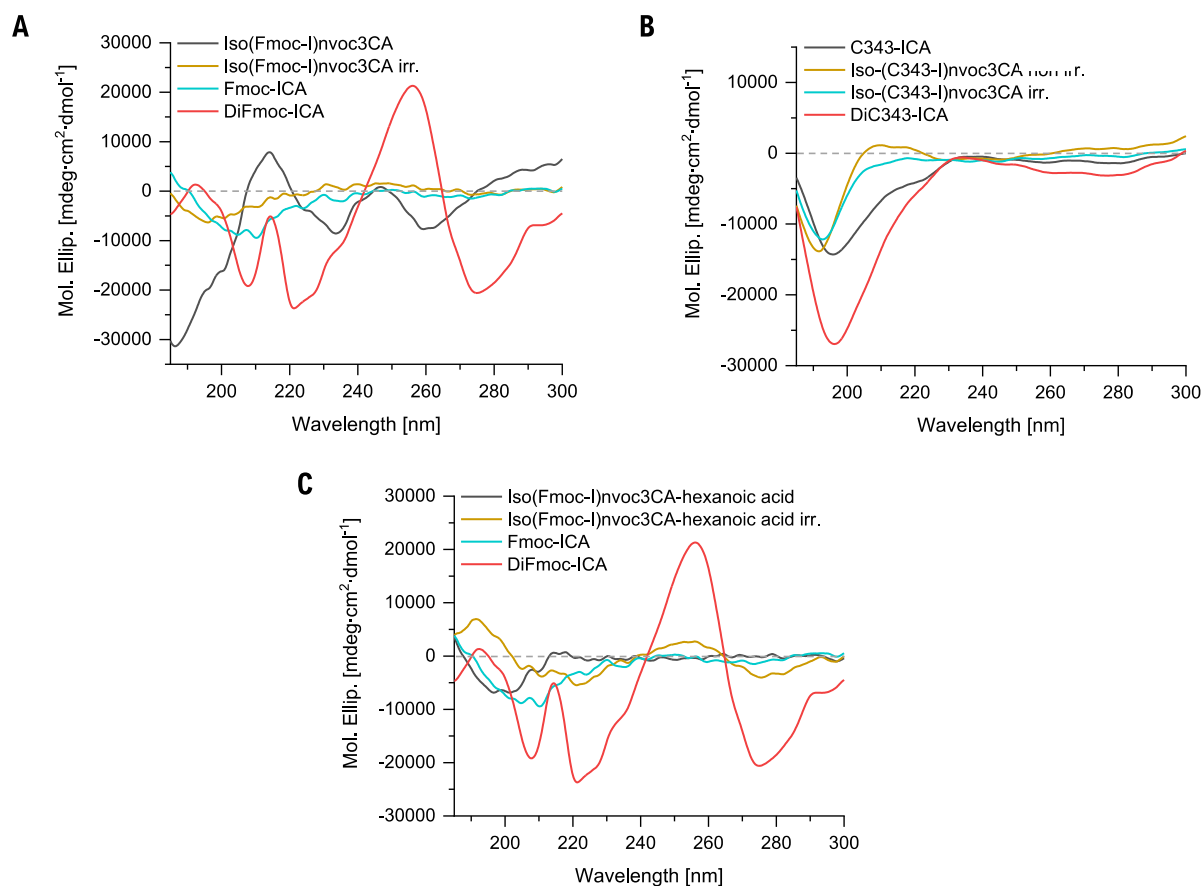 A
Iso(Fmoc-I)nvoc3CA
Iso(Fmoc-I)nvoc3CA irr.
Fmoc-ICA
DiFmoc-ICA
30000
20000
10000
0
-10000
-20000
-30000
Mol. Ellip. [mdeg·cm²·dmol⁻¹]
200 220 240 260 280 300
Wavelength [nm]
B
C343-ICA
Iso-(C343-I)nvoc3CA non irr.
Iso-(C343-I)nvoc3CA irr.
DiC343-ICA
10000
0
-10000
-20000
-30000
Mol. Ellip. [mdeg·cm²·dmol⁻¹]
200 220 240 260 280 300
Wavelength [nm]
C
Iso(Fmoc-I)nvoc3CA-hexanoic acid
Iso(Fmoc-I)nvoc3CA-hexanoic acid irr.
Fmoc-ICA
DiFmoc-ICA
30000
20000
10000
0
-10000
-20000
-30000
Mol. Ellip. [mdeg·cm²·dmol⁻¹]
200 220 240 260 280 300
Wavelength [nm]